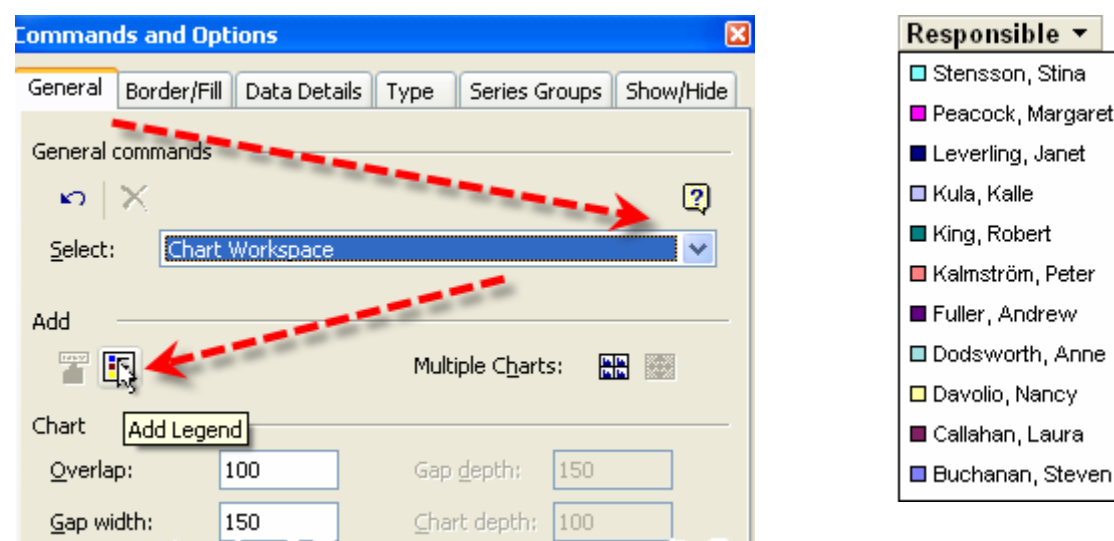 Commands and Options
General Border/Fill Data Details Type Series Groups Show/Hide
General commands
Select: Chart Workspace
Add
Multiple Charts:
Add Legend
Chart
Overlap: 100 Gap depth: 150
Gap width: 150 Chart depth: 100
Responsible
Stensson, Stina
Peacock, Margaret
Leverling, Janet
Kula, Kalle
King, Robert
Kalmström, Peter
Fuller, Andrew
Dodsworth, Anne
Davolio, Nancy
Callahan, Laura
Buchanan, Steven